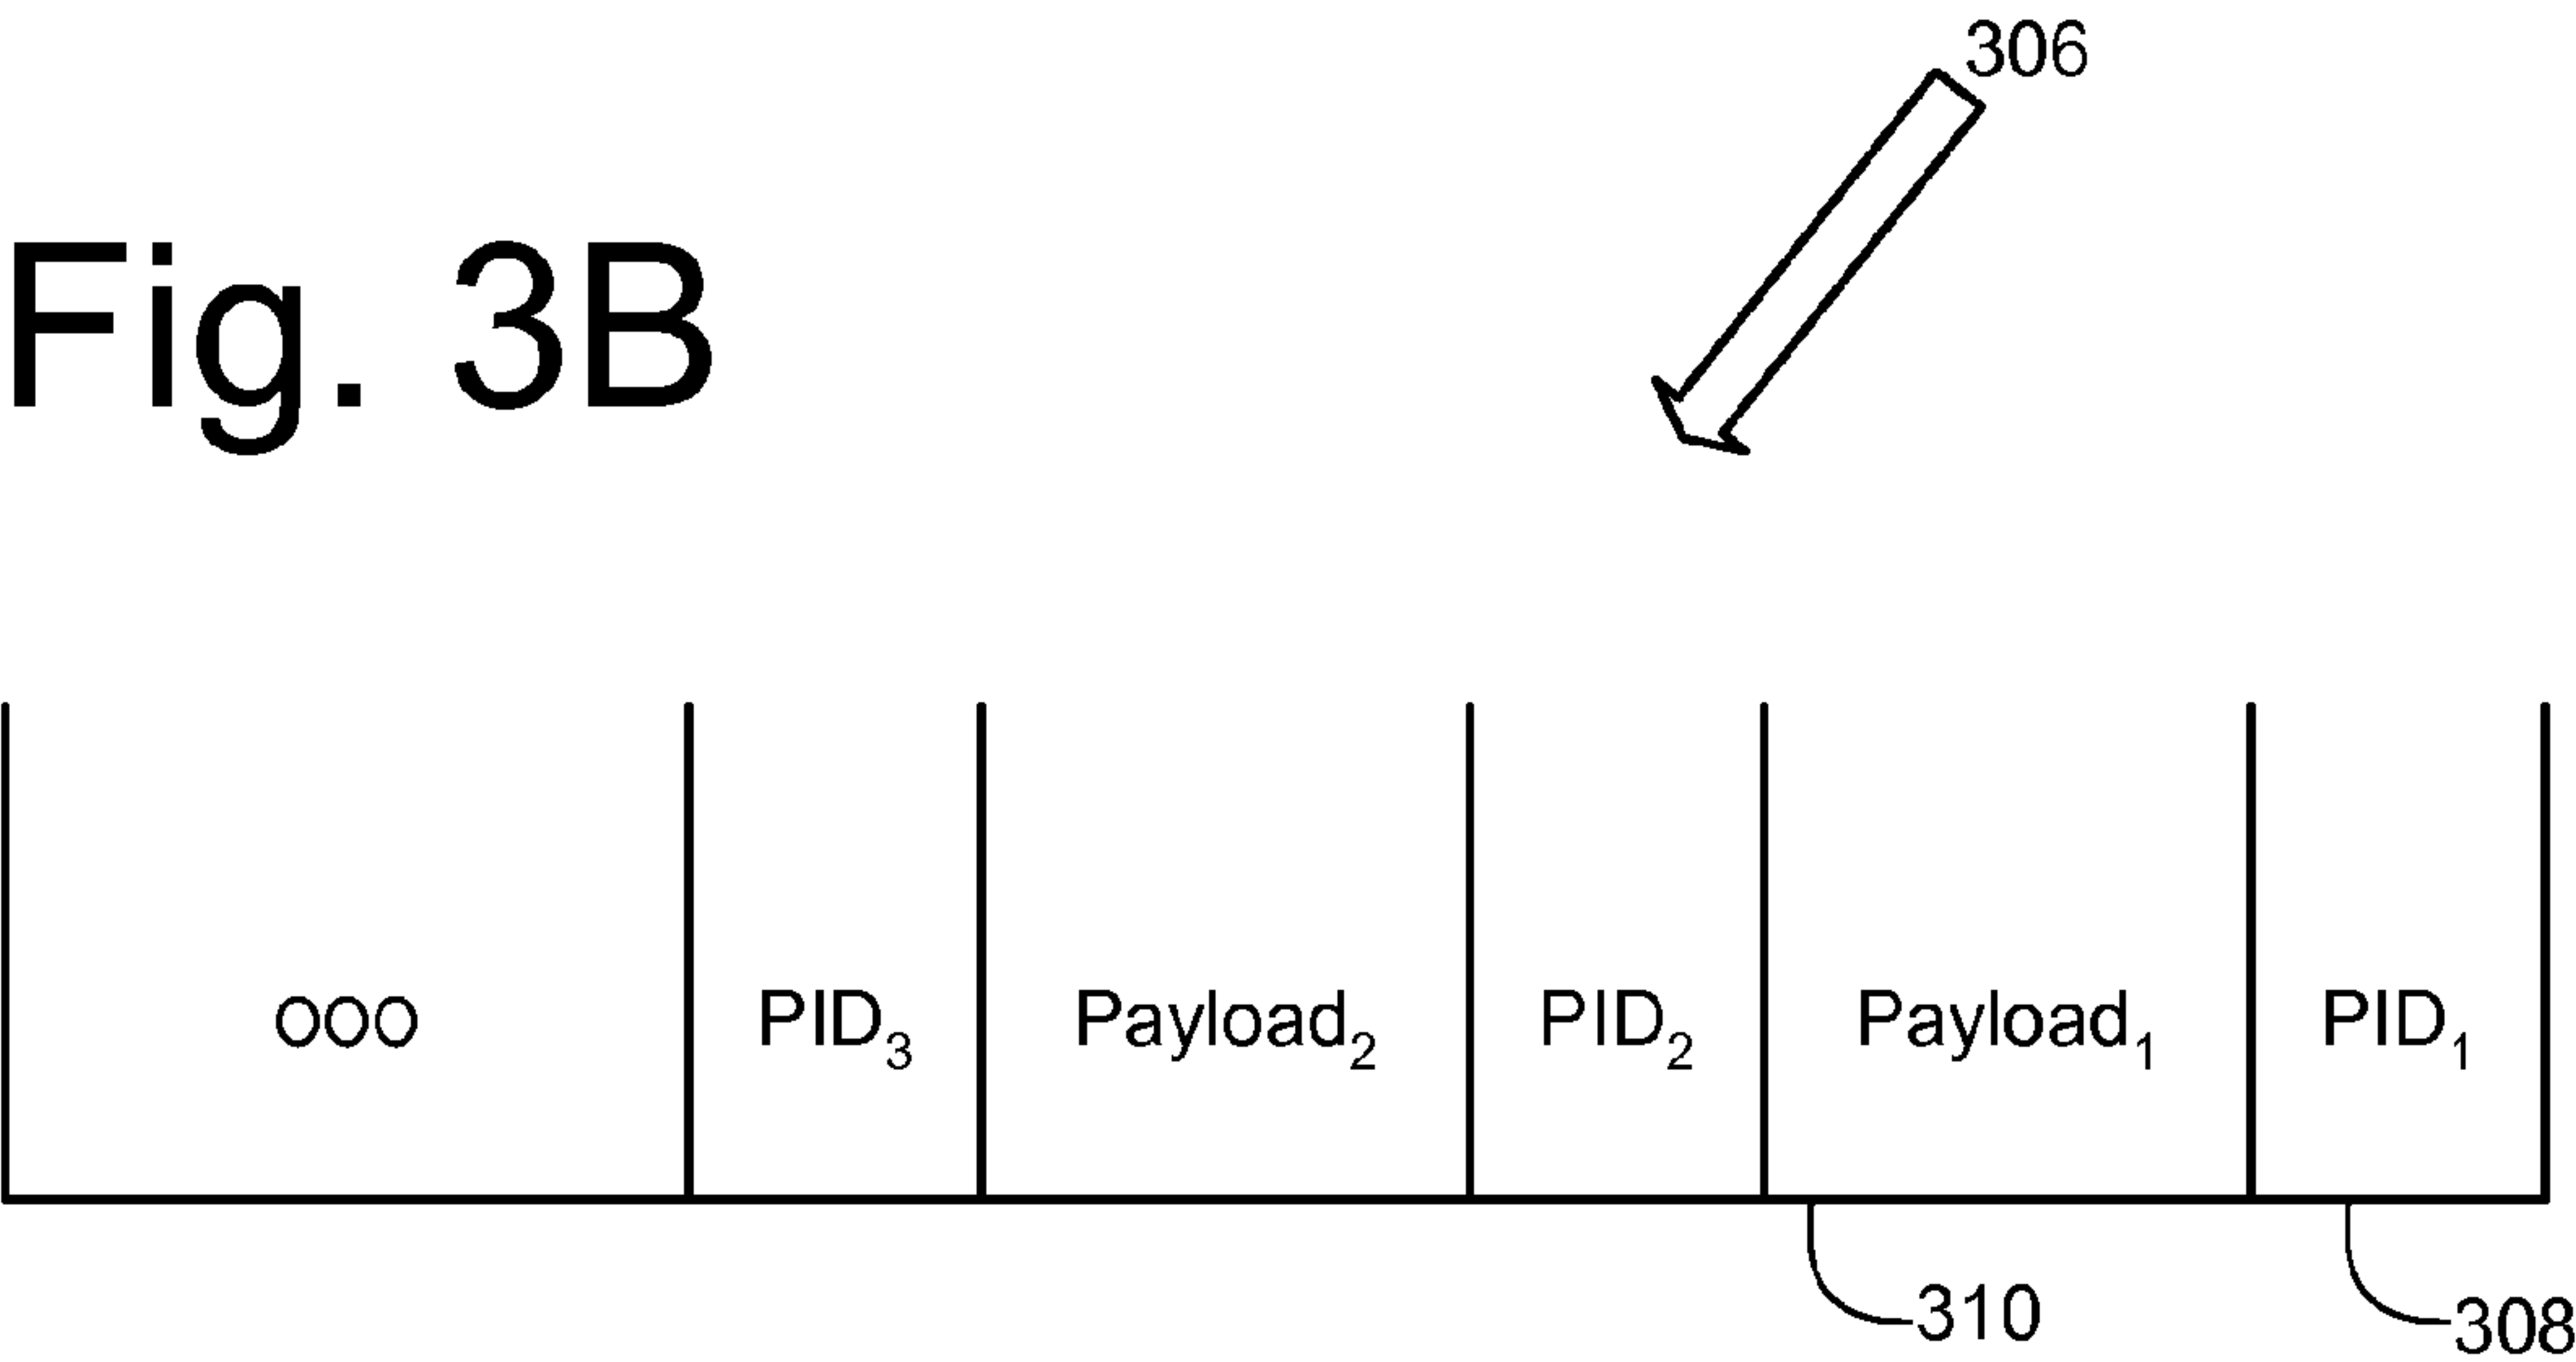 306
Fig. 3B
ooo PID₃ Payload₂ PID₂ Payload₁ PID₁
310
308